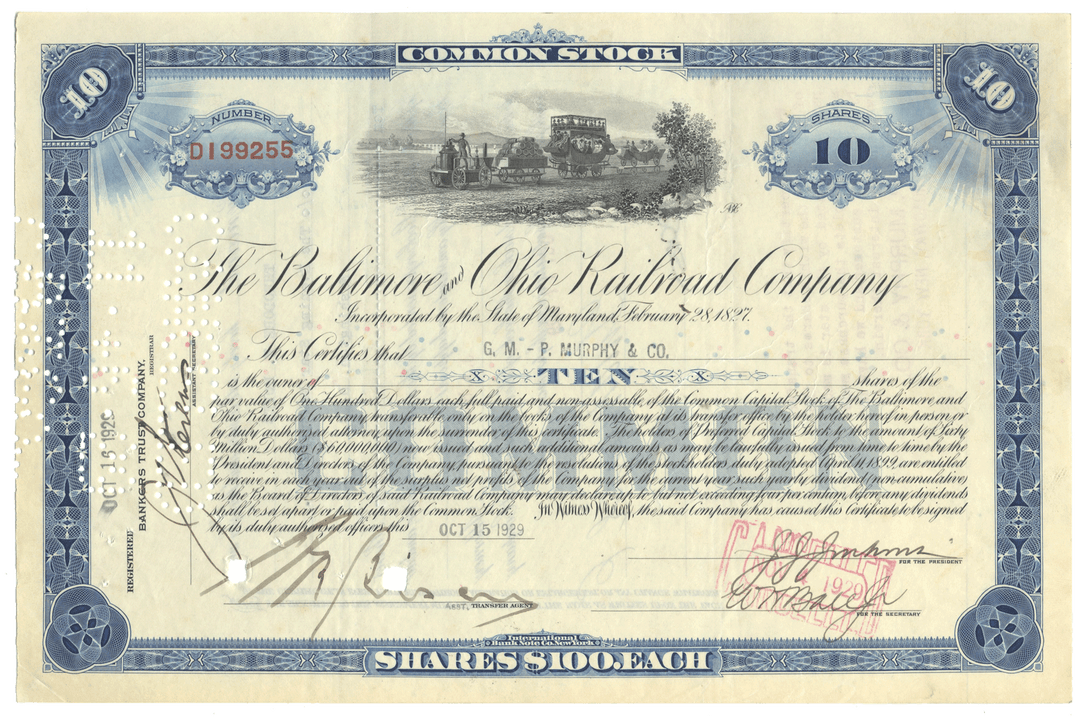 COMMON STOCK
10
10
NUMBER
D199255
SHARES
10
The Baltimore and Ohio Railroad Company
Incorporated by the State of Maryland, February 28, 1827.
This Certifies that G. M. - P. MURPHY & CO.
is the owner of TEN shares of the
par value of One Hundred Dollars each, full paid and nonassessable, of the Common Capital Stock of The Baltimore and
Ohio Railroad Company, transferable only on the books of the Company at its transfer office by the holder hereof in person or
by duly authorized attorney, upon the surrender of this certificate. The holders of Preferred Capital Stock to the amount of Sixty
Million Dollars ($60,000,000) now issued and such additional amounts as may be lawfully issued from time to time by the
President and Directors of the Company pursuant to the resolutions of the stockholders duly adopted April 11, 1899, are entitled
to receive in each year out of the surplus net profits of the Company for the current year such yearly dividend (noncumulative)
as the Board of Directors of said Railroad Company may declare up to but not exceeding four per centum, before any dividends
shall be set apart or paid upon the Common Stock. In Witness Whereof, the said Company has caused this Certificate to be signed
by its duly authorized officers this OCT 15 1929
COMMON
FOR THE PRESIDENT
FOR THE SECRETARY
ASST. TRANSFER AGENT
REGISTERED OCT 16 1929
BANKERS TRUST COMPANY,
REGISTRAR
ASSISTANT SECRETARY
1929
International
Bank Note Co. New York
SHARES $100. EACH